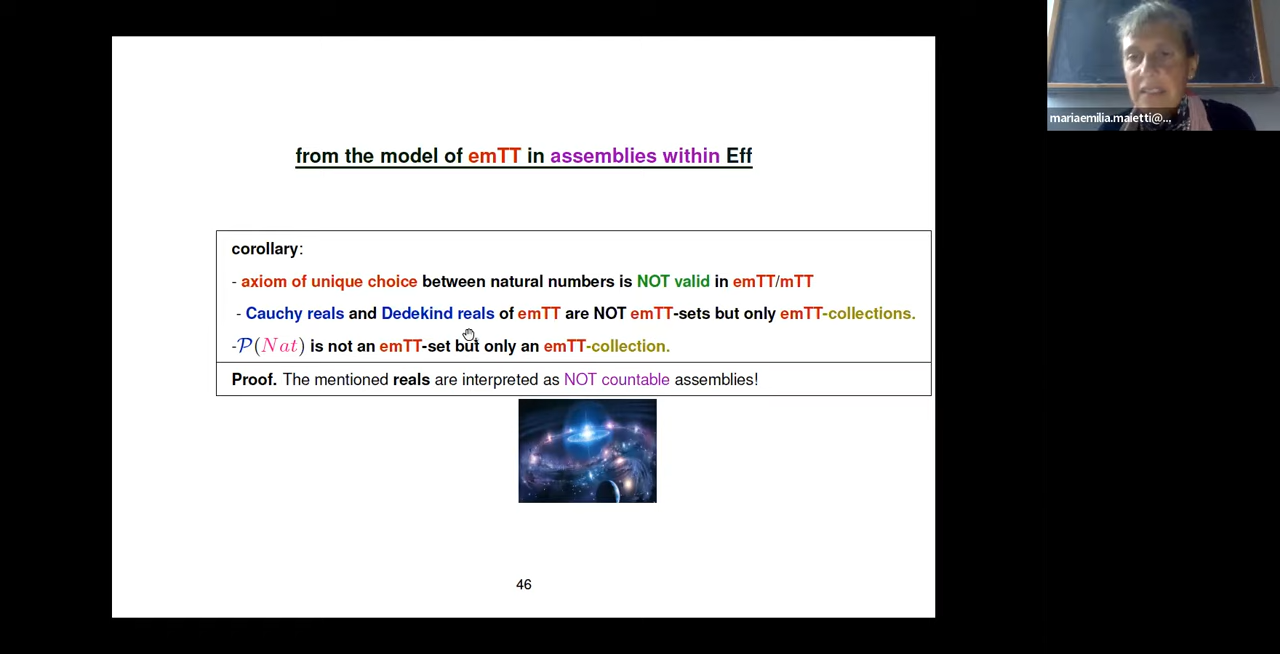 mariaemilia.maietti@...
from the model of emTT in assemblies within Eff
corollary:
- axiom of unique choice between natural numbers is NOT valid in emTT/mTT
- Cauchy reals and Dedekind reals of emTT are NOT emTT-sets but only emTT-collections.
-𝒫(Nat) is not an emTT-set but only an emTT-collection.
Proof. The mentioned reals are interpreted as NOT countable assemblies!
46